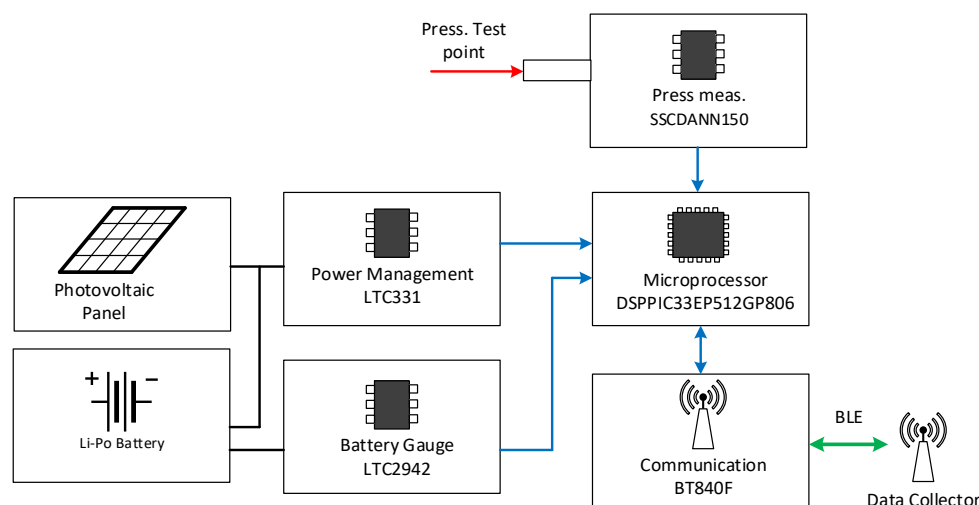 Press. Test
point
Press meas.
SSCDANN150
Photovoltaic
Panel
Power Management
LTC331
Microprocessor
DSPPIC33EP512GP806
+ −
Li-Po Battery
Battery Gauge
LTC2942
Communication
BT840F
BLE
Data Collector